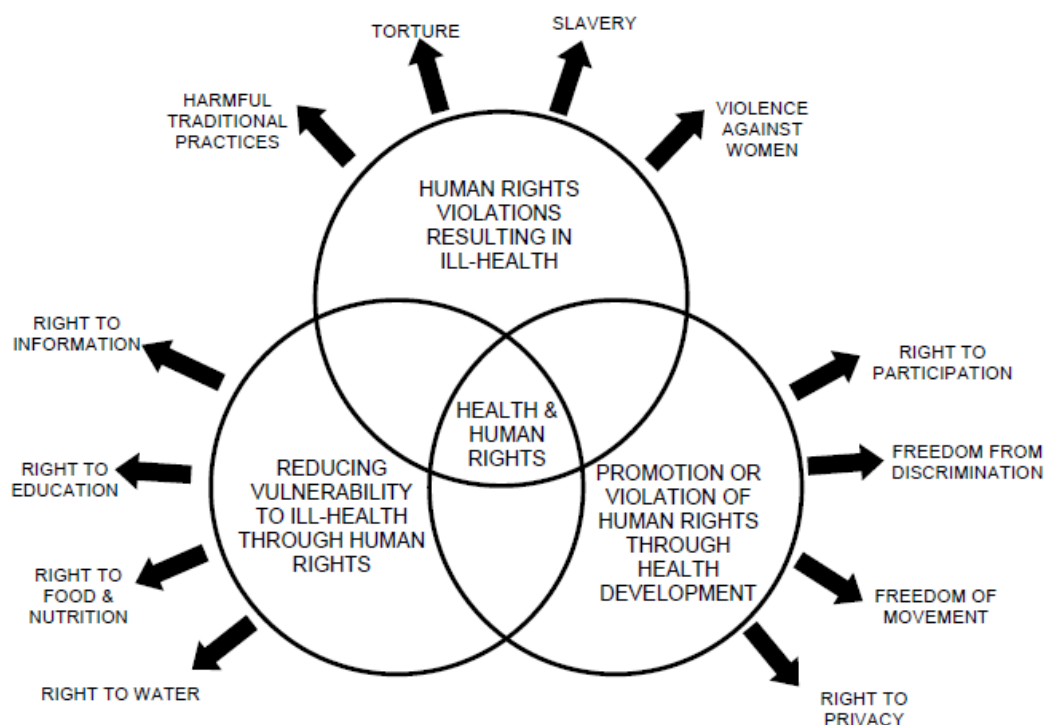 TORTURE
SLAVERY
HARMFUL
TRADITIONAL
PRACTICES
VIOLENCE
AGAINST
WOMEN
HUMAN RIGHTS
VIOLATIONS
RESULTING IN
ILL-HEALTH
RIGHT TO
INFORMATION
RIGHT TO
PARTICIPATION
HEALTH &
HUMAN
RIGHTS
RIGHT TO
EDUCATION
REDUCING
VULNERABILITY
TO ILL-HEALTH
THROUGH HUMAN
RIGHTS
PROMOTION OR
VIOLATION OF
HUMAN RIGHTS
THROUGH
HEALTH
DEVELOPMENT
FREEDOM FROM
DISCRIMINATION
RIGHT TO
FOOD &
NUTRITION
FREEDOM OF
MOVEMENT
RIGHT TO WATER
RIGHT TO
PRIVACY